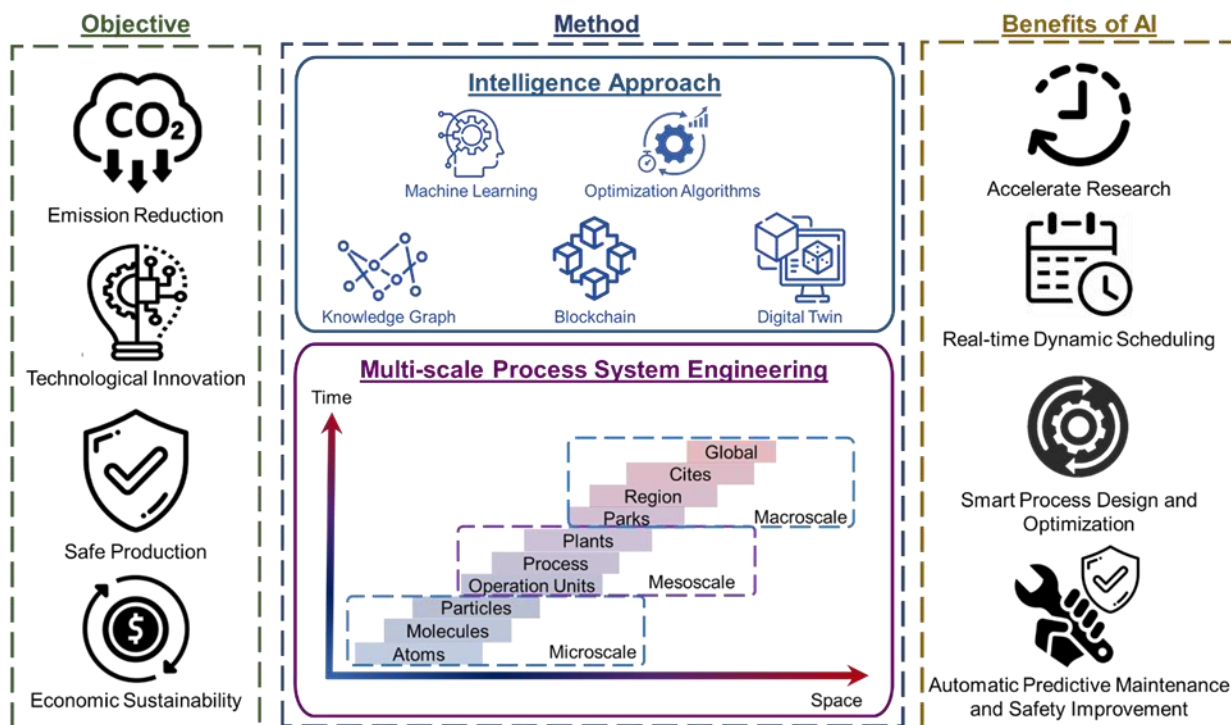 Objective
CO2
Emission Reduction
Technological Innovation
Safe Production
$
Economic Sustainability
Method
Intelligence Approach
Machine Learning
Optimization Algorithms
Knowledge Graph
Blockchain
Digital Twin
Multi-scale Process System Engineering
Time
Global
Cites
Region
Parks
Macroscale
Plants
Process
Operation Units
Mesoscale
Particles
Molecules
Atoms
Microscale
Space
Benefits of AI
Accelerate Research
Real-time Dynamic Scheduling
Smart Process Design and
Optimization
Automatic Predictive Maintenance
and Safety Improvement